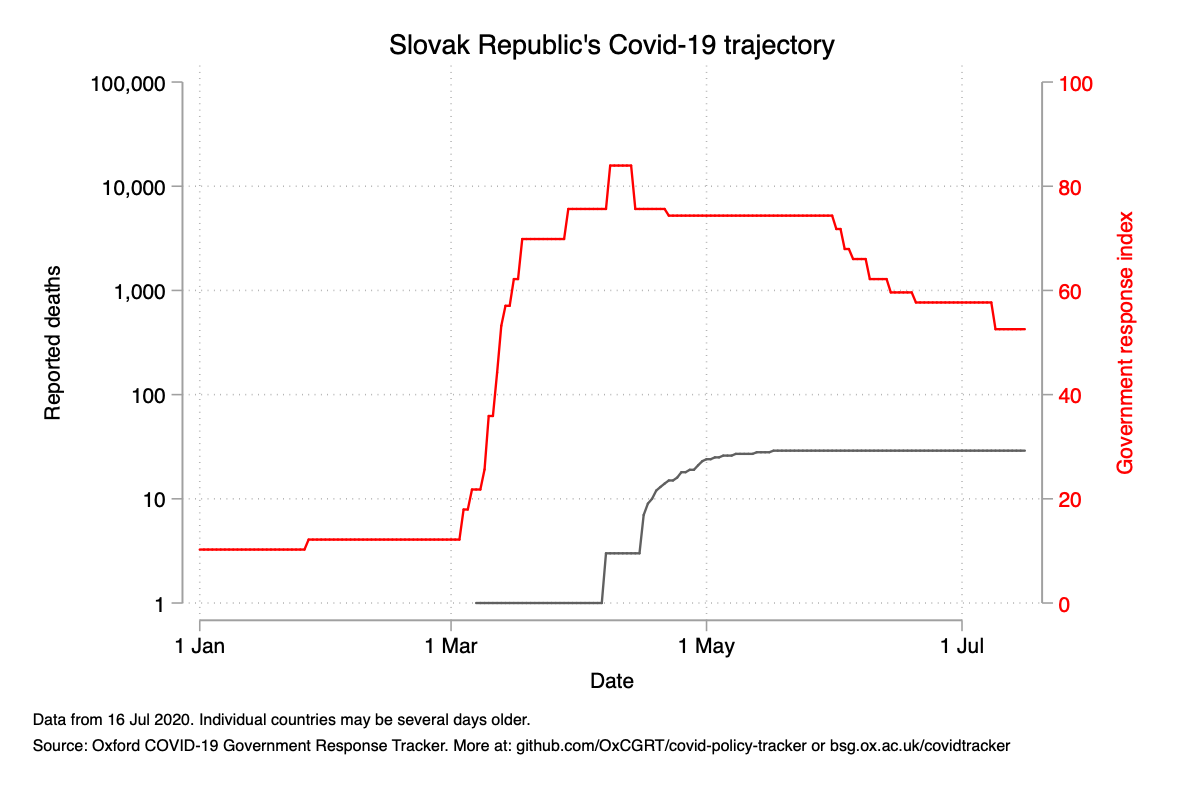 Slovak Republic's Covid-19 trajectory
100,000
10,000
1,000
100
10
1
Reported deaths
100
80
60
40
20
0
Government response index
1 Jan
1 Mar
1 May
1 Jul
Date
Data from 16 Jul 2020. Individual countries may be several days older.
Source: Oxford COVID-19 Government Response Tracker. More at: github.com/OxCGRT/covid-policy-tracker or bsg.ox.ac.uk/covidtracker